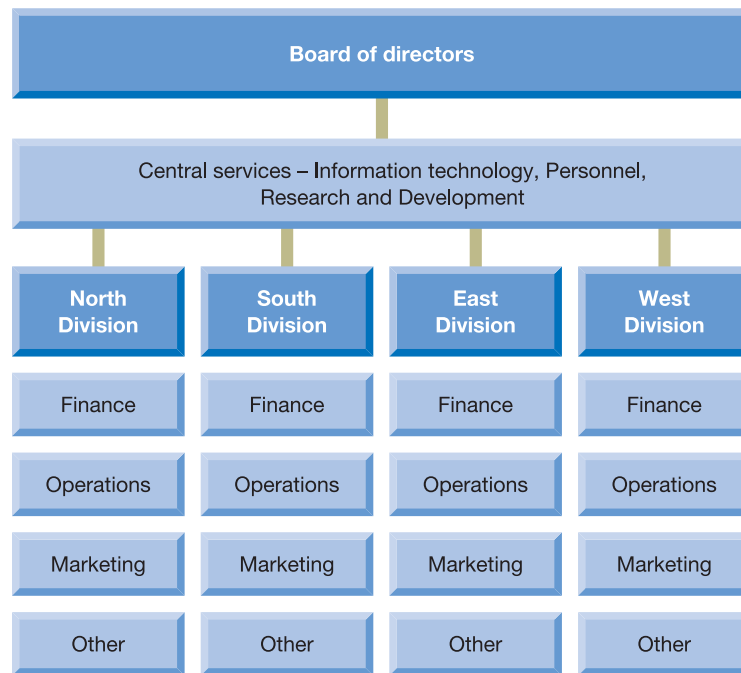 Board of directors
Central services – Information technology, Personnel,
Research and Development
North
Division
South
Division
East
Division
West
Division
Finance
Finance
Finance
Finance
Operations
Operations
Operations
Operations
Marketing
Marketing
Marketing
Marketing
Other
Other
Other
Other